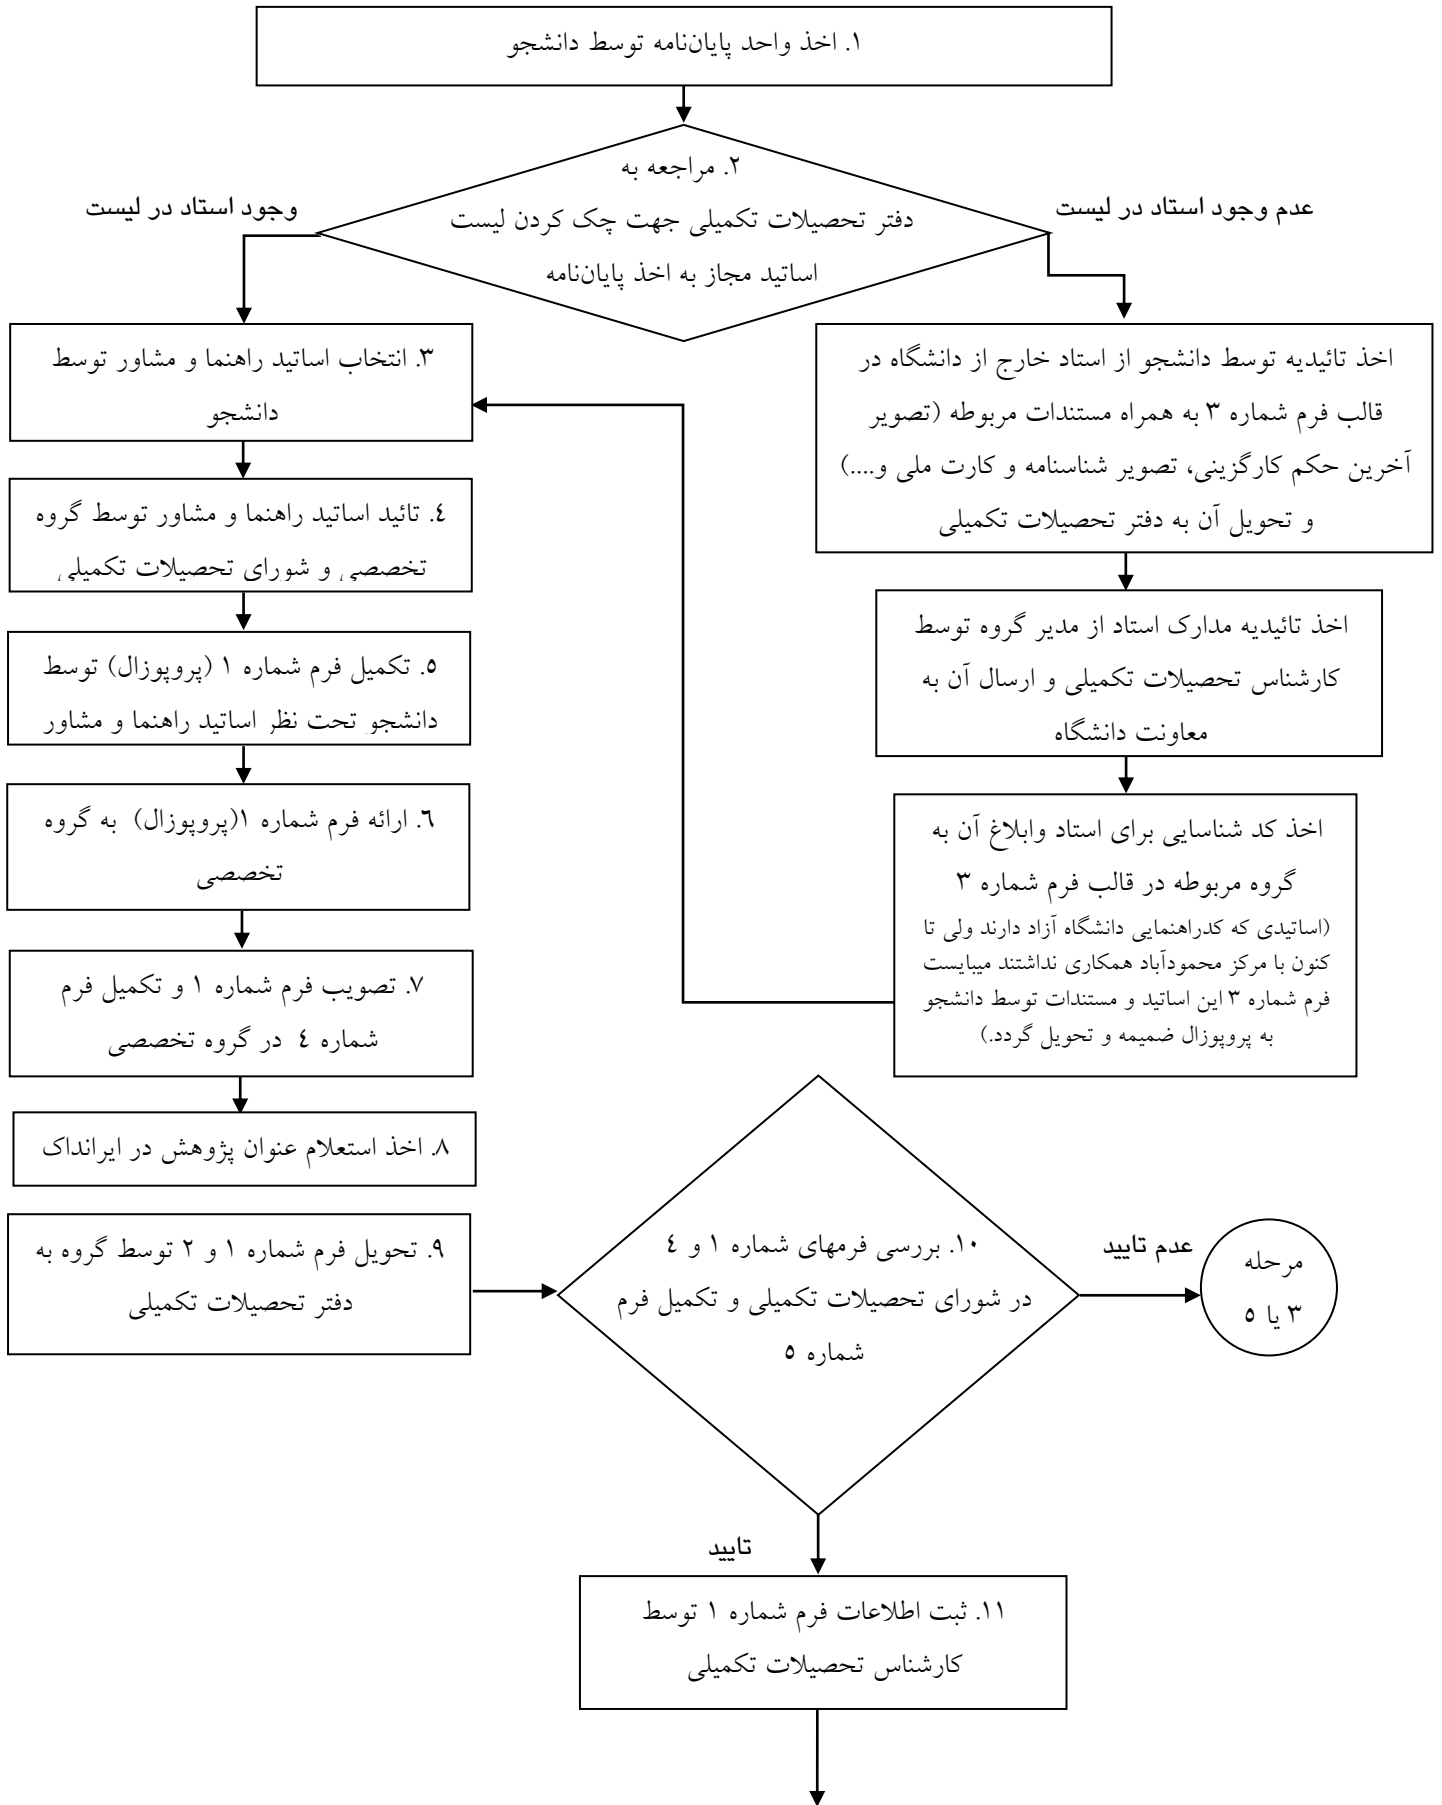 ۱. اخذ واحد پایان‌نامه توسط دانشجو
۲. مراجعه به
دفتر تحصیلات تکمیلی جهت چک کردن لیست
اساتید مجاز به اخذ پایان‌نامه
عدم وجود استاد در لیست
وجود استاد در لیست
اخذ تائیدیه توسط دانشجو از استاد خارج از دانشگاه در
قالب فرم شماره ۳ به همراه مستندات مربوطه (تصویر
آخرین حکم کارگزینی، تصویر شناسنامه و کارت ملی و....)
و تحویل آن به دفتر تحصیلات تکمیلی
اخذ تائیدیه مدارک استاد از مدیر گروه توسط
کارشناس تحصیلات تکمیلی و ارسال آن به
معاونت دانشگاه
اخذ کد شناسایی برای استاد وابلاغ آن به
گروه مربوطه در قالب فرم شماره ۳
(اساتیدی که کدراهنمایی دانشگاه آزاد دارند ولی تا
کنون با مرکز محمودآباد همکاری نداشتند میبایست
فرم شماره ۳ این اساتید و مستندات توسط دانشجو
به پروپوزال ضمیمه و تحویل گردد.)
۳. انتخاب اساتید راهنما و مشاور توسط
دانشجو
٤. تائید اساتید راهنما و مشاور توسط گروه
تخصصی و شورای تحصیلات تکمیلی
٥. تکمیل فرم شماره ۱ (پروپوزال) توسط
دانشجو تحت نظر اساتید راهنما و مشاور
٦. ارائه فرم شماره ۱(پروپوزال) به گروه
تخصصی
۷. تصویب فرم شماره ۱ و تکمیل فرم
شماره ٤ در گروه تخصصی
۸. اخذ استعلام عنوان پژوهش در ایرانداک
۹. تحویل فرم شماره ۱ و ۲ توسط گروه به
دفتر تحصیلات تکمیلی
۱۰. بررسی فرمهای شماره ۱ و ٤
در شورای تحصیلات تکمیلی و تکمیل فرم
شماره ٥
عدم تایید
مرحله
۳ یا ٥
تایید
۱۱. ثبت اطلاعات فرم شماره ۱ توسط
کارشناس تحصیلات تکمیلی